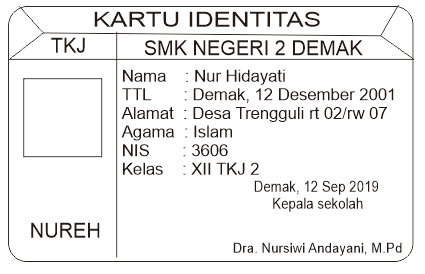 KARTU IDENTITAS
TKJ
SMK NEGERI 2 DEMAK
Nama : Nur Hidayati
TTL : Demak, 12 Desember 2001
Alamat : Desa Trengguli rt 02/rw 07
Agama : Islam
NIS : 3606
Kelas : XII TKJ 2
Demak, 12 Sep 2019
Kepala sekolah
NUREH
Dra. Nursiwi Andayani, M.Pd